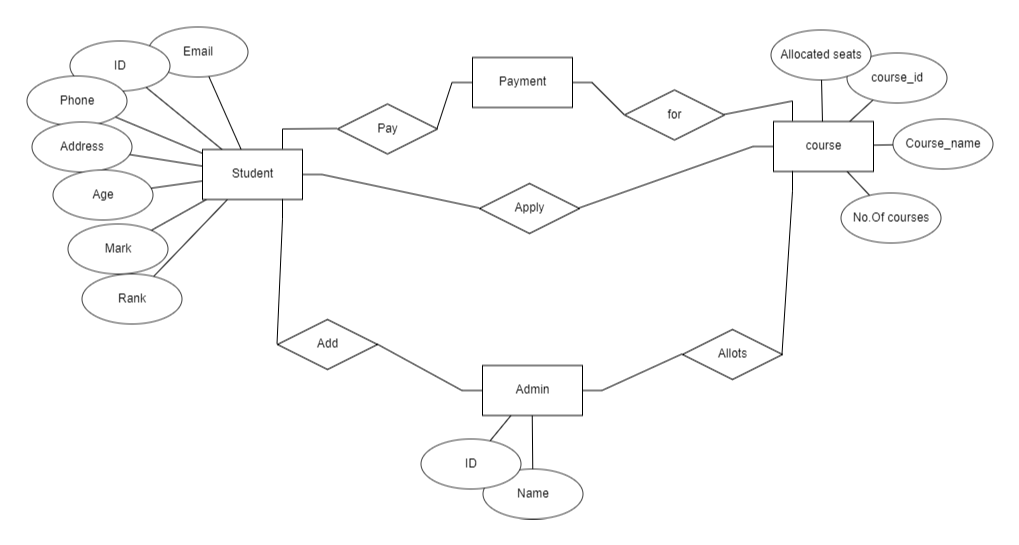 Email
ID
Allocated seats
course_id
Payment
Phone
Pay
for
Address
course
Course_name
Student
Age
Apply
No.Of courses
Mark
Rank
Add
Allots
Admin
ID
Name